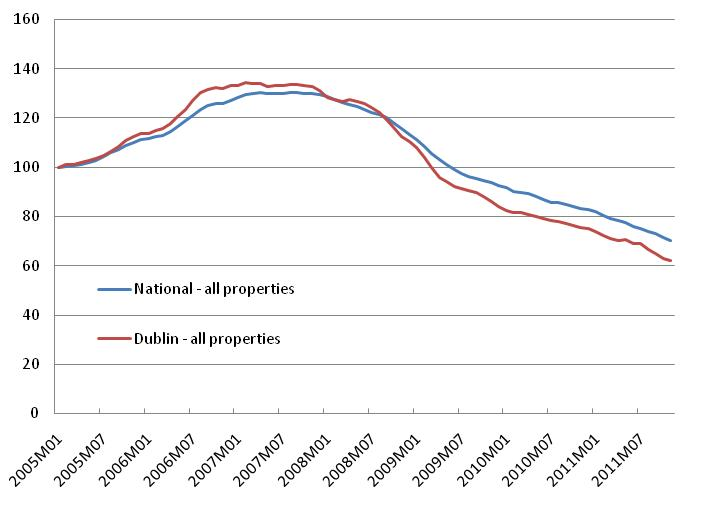 160
140
120
100
80
60
40
20
0
National - all properties
Dublin - all properties
2005M01
2005M07
2006M01
2006M07
2007M01
2007M07
2008M01
2008M07
2009M01
2009M07
2010M01
2010M07
2011M01
2011M07